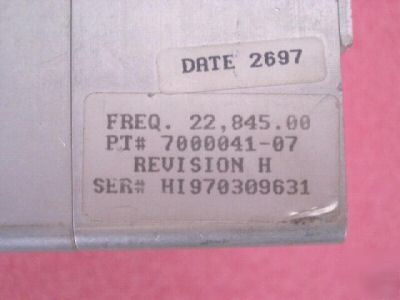 DATE 2697
FREQ. 22,845.00
PT# 7000041-07
REVISION H
SER# HI970309631